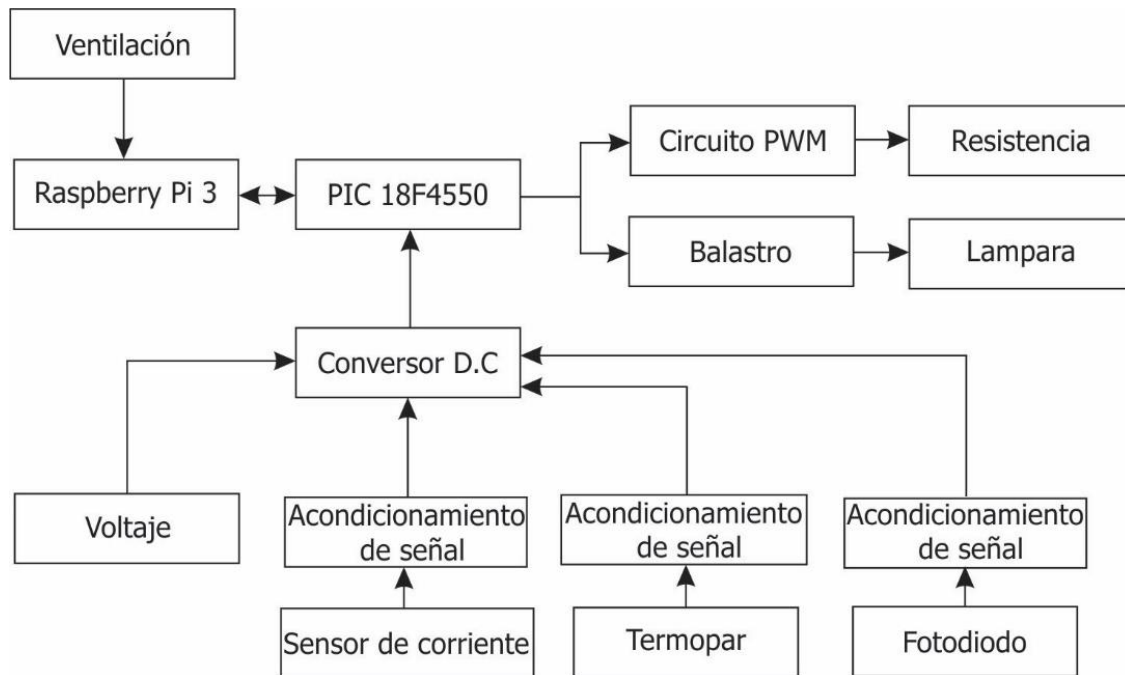 Ventilación
Circuito PWM
Resistencia
Raspberry Pi 3
PIC 18F4550
Balastro
Lampara
Conversor D.C
Voltaje
Acondicionamiento
de señal
Acondicionamiento
de señal
Acondicionamiento
de señal
Sensor de corriente
Termopar
Fotodiodo